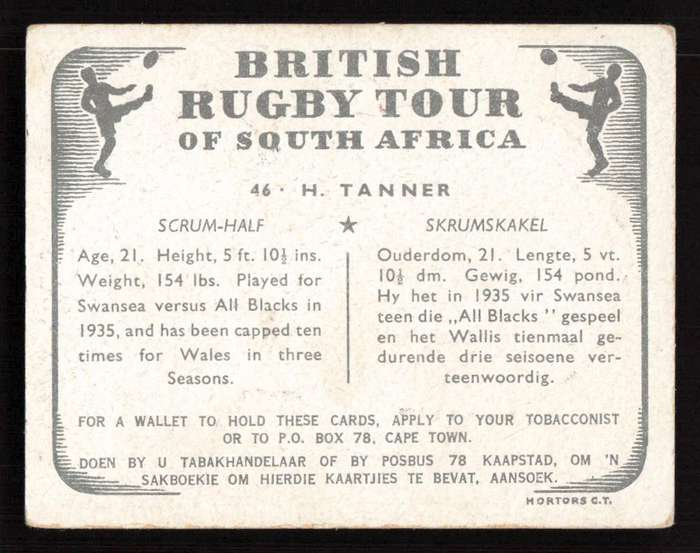 BRITISH
RUGBY TOUR
OF SOUTH AFRICA
46 · H. TANNER
SCRUM-HALF
Age, 21. Height, 5 ft. 10½ ins.
Weight, 154 lbs. Played for
Swansea versus All Blacks in
1935, and has been capped ten
times for Wales in three
Seasons.
SKRUMSKAKEL
Ouderdom, 21. Lengte, 5 vt.
10½ dm. Gewig, 154 pond.
Hy het in 1935 vir Swansea
teen die „All Blacks ’’ gespeel
en het Wallis tienmaal ge-
durende drie seisoene ver-
teenwoordig.
FOR A WALLET TO HOLD THESE CARDS, APPLY TO YOUR TOBACCONIST
OR TO P.O. BOX 78, CAPE TOWN.
DOEN BY U TABAKHANDELAAR OF BY POSBUS 78 KAAPSTAD, OM 'N
SAKBOEKIE OM HIERDIE KAARTJIES TE BEVAT, AANSOEK.
HORTORS C.T.